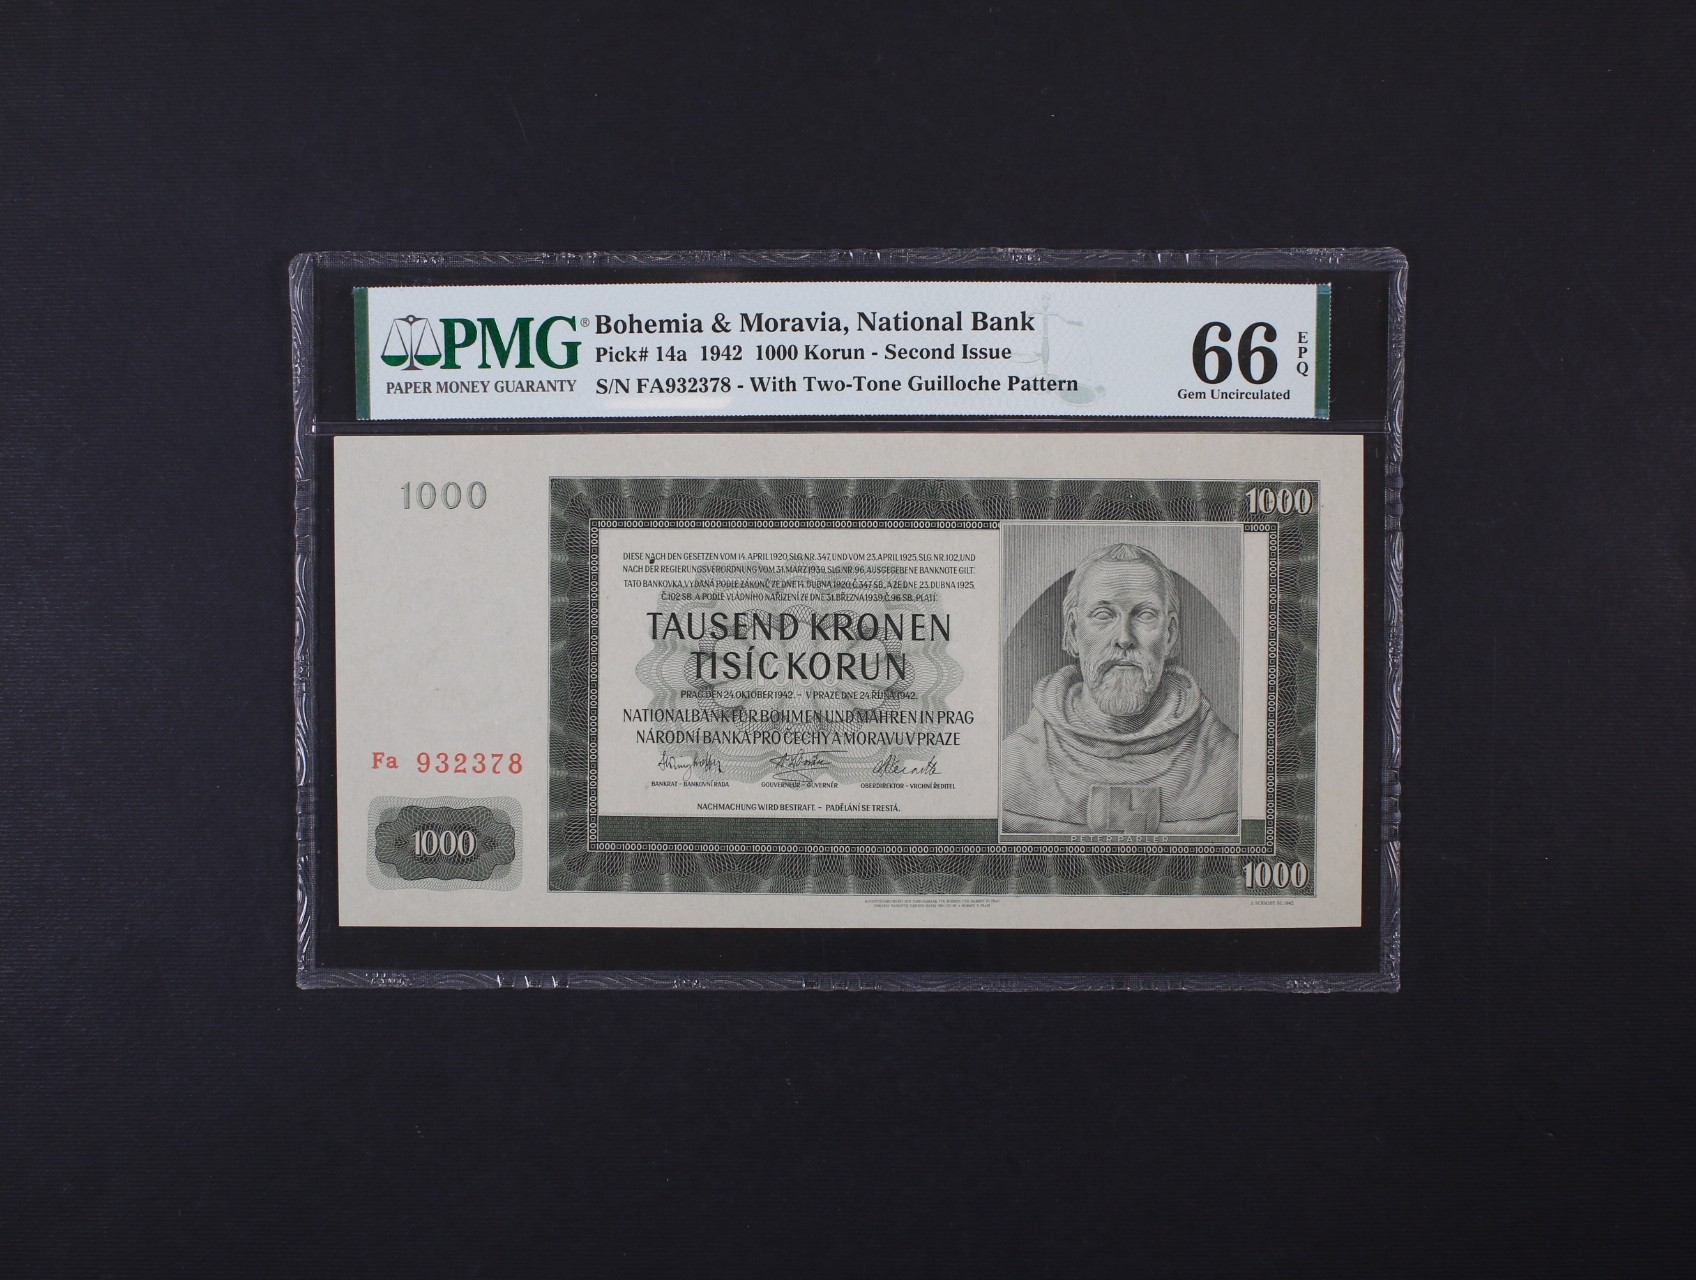 PMG®
PAPER MONEY GUARANTY
Bohemia & Moravia, National Bank
Pick# 14a 1942 1000 Korun - Second Issue
S/N FA932378 - With Two-Tone Guilloche Pattern
66
EPQ
Gem Uncirculated
1000
1000
DIESE NACH DEN GESETZEN VOM 14. APRIL 1920, SLG. NR. 347, UND VOM 23. APRIL 1925, SLG. NR. 102, UND
NACH DER REGIERUNGSVERORDNUNG VOM 31. MÄRZ 1939, SLG. NR. 96, AUSGEGEBENE BANKNOTE GILT.
TATO BANKOVKA, VYDANÁ PODLE ZÁKONŮ ZE DNE 14. DUBNA 1920, Č. 347 SB., A ZE DNE 23. DUBNA 1925,
Č. 102 SB. A PODLE VLÁDNÍHO NAŘÍZENÍ ZE DNE 31. BŘEZNA 1939, Č. 96 SB. PLATÍ
TAUSEND KRONEN
TISÍC KORUN
PRAG, DEN 24. OKTOBER 1942. – V PRAZE DNE 24. ŘÍJNA 1942.
NATIONALBANK FÜR BÖHMEN UND MÄHREN IN PRAG
NÁRODNÍ BANKA PRO ČECHY A MORAVU V PRAZE
BANKRAT – BANKOVNÍ RADA GOUVERNEUR – GUVERNÉR OBERDIREKTOR – VRCHNÍ ŘEDITEL
NACHMACHUNG WIRD BESTRAFT. – PADĚLÁNÍ SE TRESTÁ.
Fa 932378
1000
PETER PARLER
1000